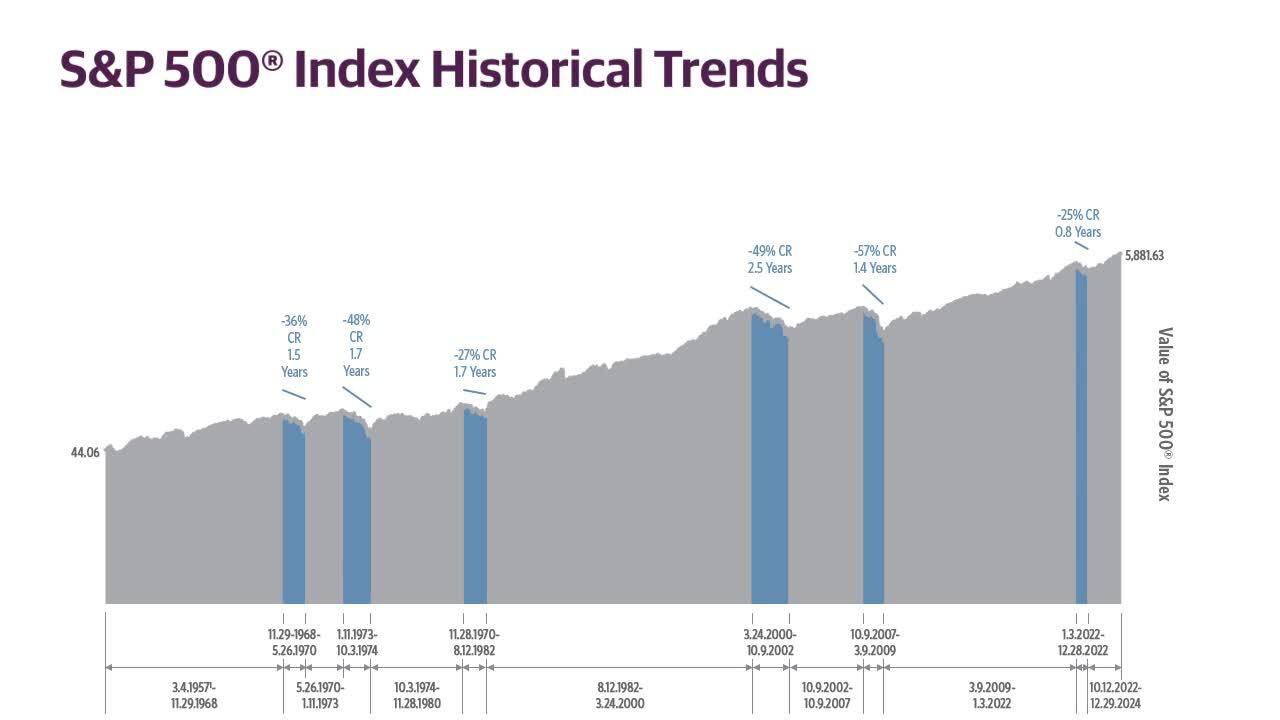 S&P 500® Index Historical Trends
-25% CR
0.8 Years
-49% CR
2.5 Years
-57% CR
1.4 Years
5,881.63
-36%
CR
1.5
Years
-48%
CR
1.7
Years
-27% CR
1.7 Years
Value of S&P 500® Index
44.06
11.29.1968-
5.26.1970
1.11.1973-
10.3.1974
11.28.1970-
8.12.1982
3.24.2000-
10.9.2002
10.9.2007-
3.9.2009
1.3.2022-
12.28.2022
3.4.1957¹-
11.29.1968
5.26.1970-
1.11.1973
10.3.1974-
11.28.1980
8.12.1982-
3.24.2000
10.9.2002-
10.9.2007
3.9.2009-
1.3.2022
10.12.2022-
12.29.2024